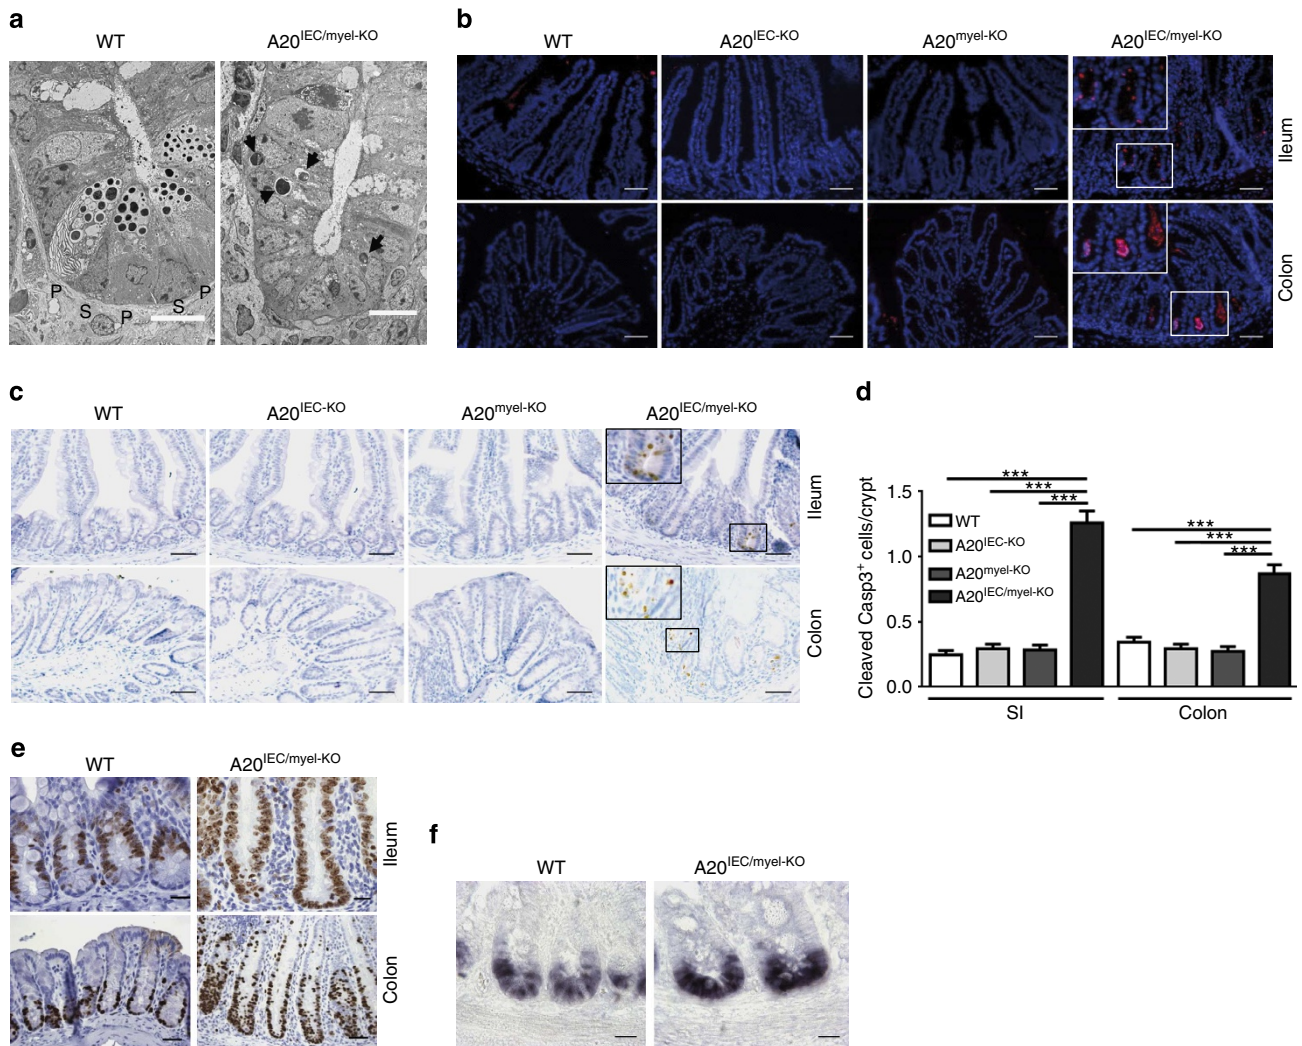 a
WT
A20IEC/myel-KO
P
S
P
S
P
b
WT
A20IEC-KO
A20myel-KO
A20IEC/myel-KO
Ileum
Colon
c
WT
A20IEC-KO
A20myel-KO
A20IEC/myel-KO
Ileum
Colon
d
Cleaved Casp3+ cells/crypt
1.5
1.0
0.5
0.0
***
***
***
***
***
***
WT
A20IEC-KO
A20myel-KO
A20IEC/myel-KO
SI
Colon
e
WT
A20IEC/myel-KO
Ileum
Colon
f
WT
A20IEC/myel-KO